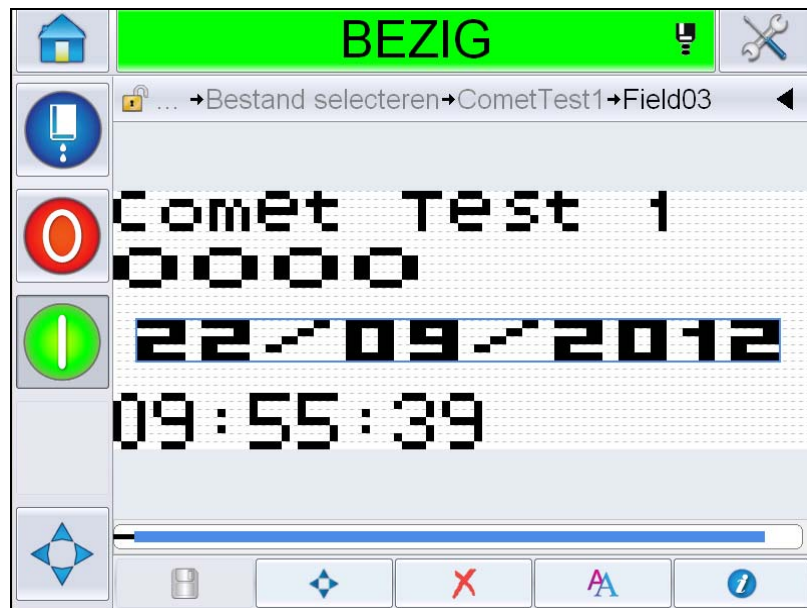 BEZIG
... →Bestand selecteren→CometTest1→Field03
Comet Test 1
0000
22/09/2012
09:55:39